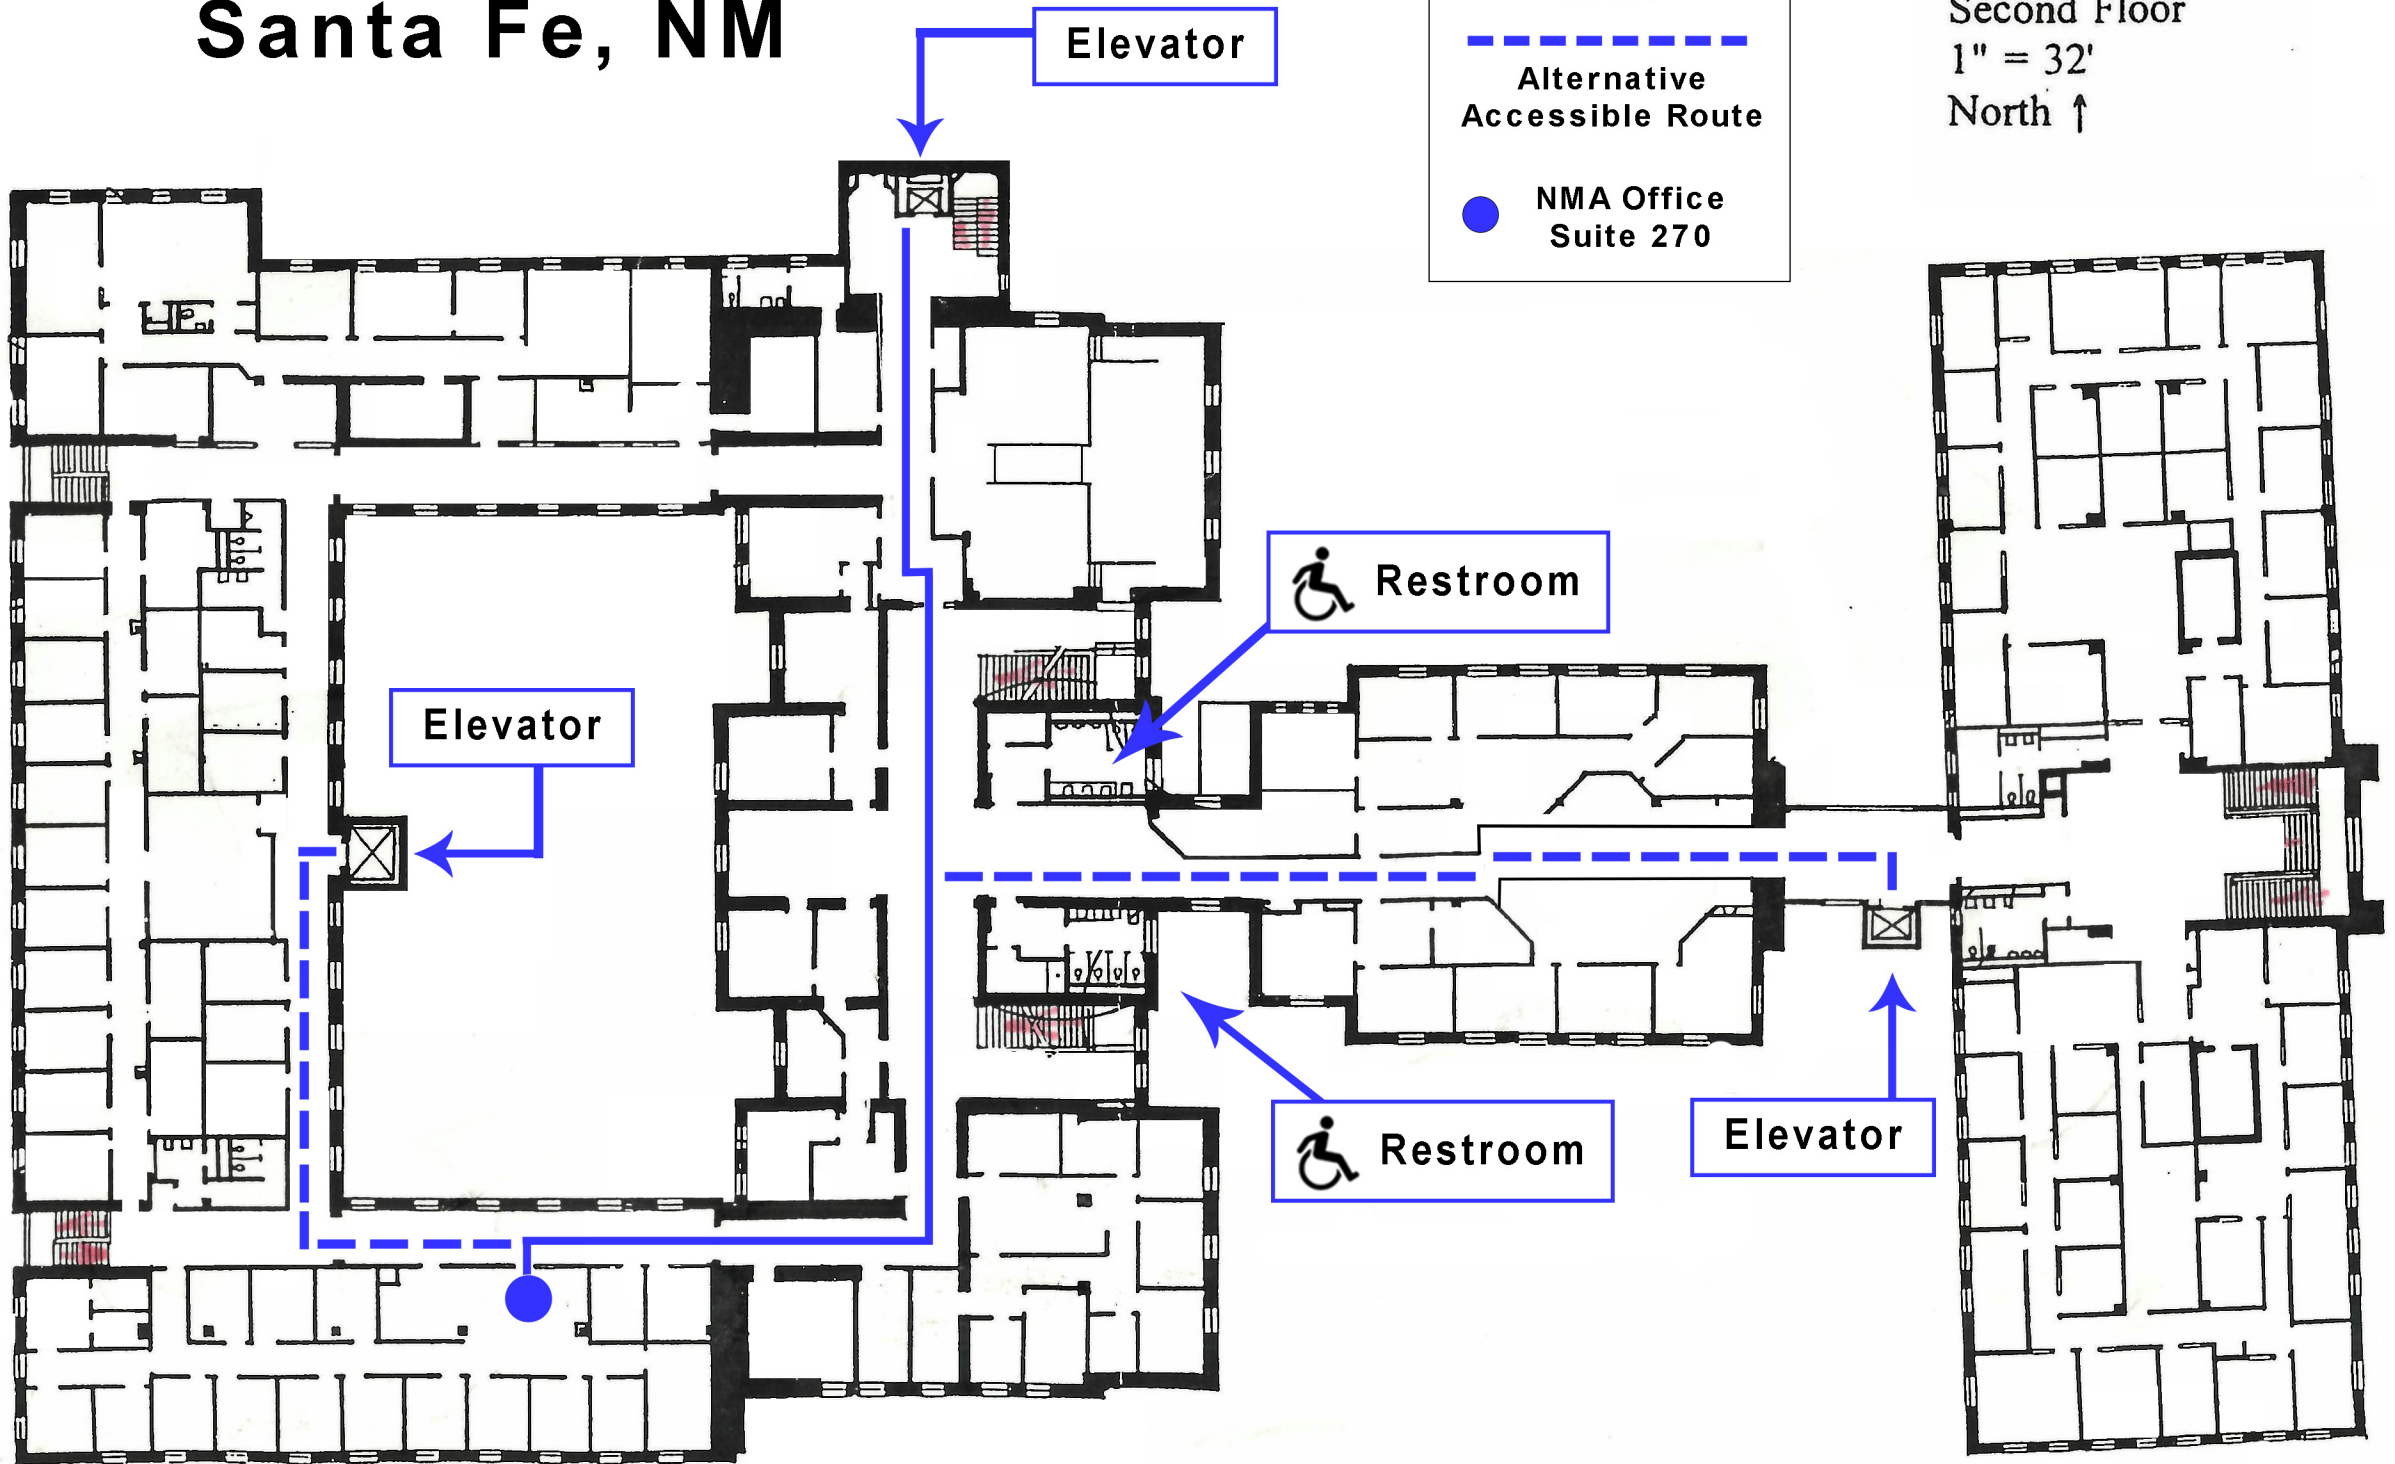 Santa Fe, NM
Elevator
Alternative
Accessible Route
NMA Office
Suite 270
Second Floor
1" = 32'
North ↑
Restroom
Elevator
Restroom
Elevator